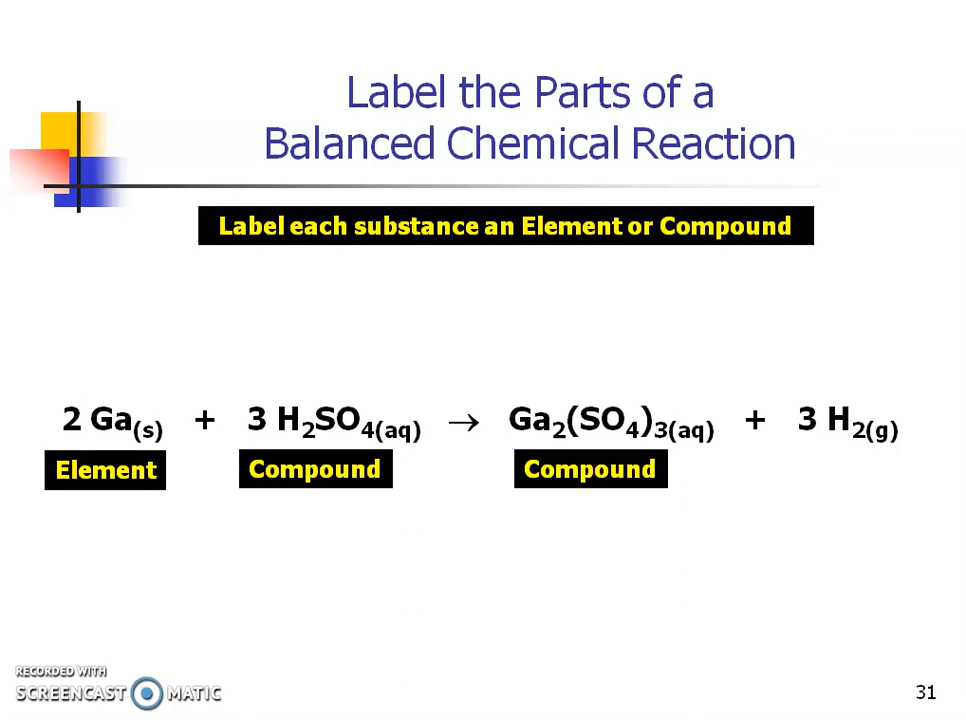 Label the Parts of a
Balanced Chemical Reaction
Label each substance an Element or Compound
2 Ga(s) + 3 H2SO4(aq) → Ga2(SO4)3(aq) + 3 H2(g)
Element Compound Compound
RECORDED WITH
SCREENCAST MATIC
31